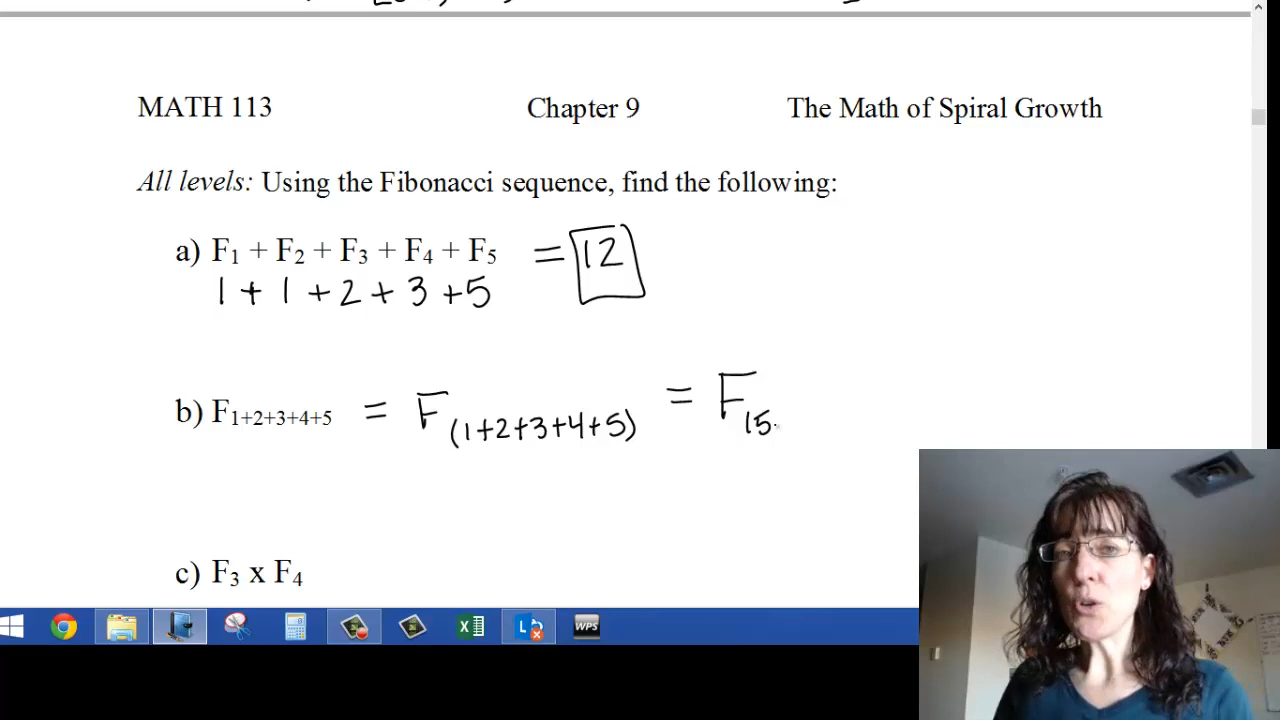 MATH 113 Chapter 9 The Math of Spiral Growth
All levels: Using the Fibonacci sequence, find the following:
a) F₁ + F₂ + F₃ + F₄ + F₅ = 12
1 + 1 + 2 + 3 + 5
b) F₁₊₂₊₃₊₄₊₅ = F₍₁₊₂₊₃₊₄₊₅₎ = F₁₅
c) F₃ x F₄
WPS